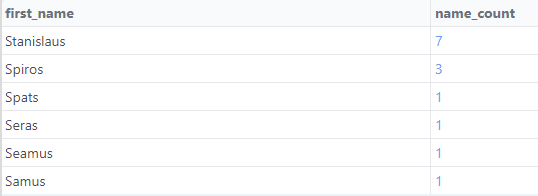 first_name name_count
Stanislaus 7
Spiros 3
Spats 1
Seras 1
Seamus 1
Samus 1